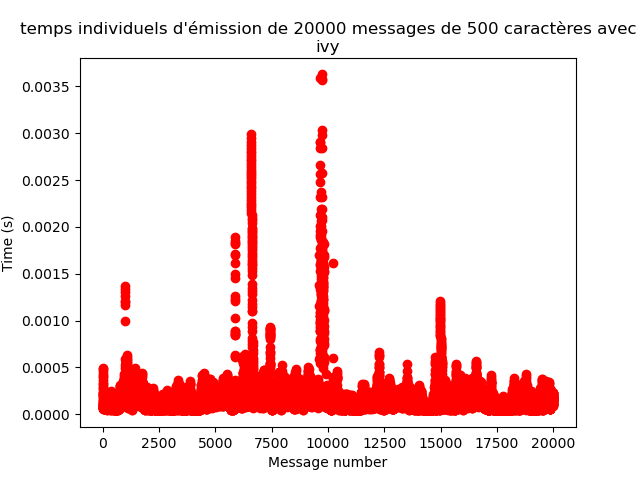 temps individuels d'émission de 20000 messages de 500 caractères avec
ivy
0.0035
0.0030
0.0025
0.0020
0.0015
0.0010
0.0005
0.0000
Time (s)
0 2500 5000 7500 10000 12500 15000 17500 20000
Message number